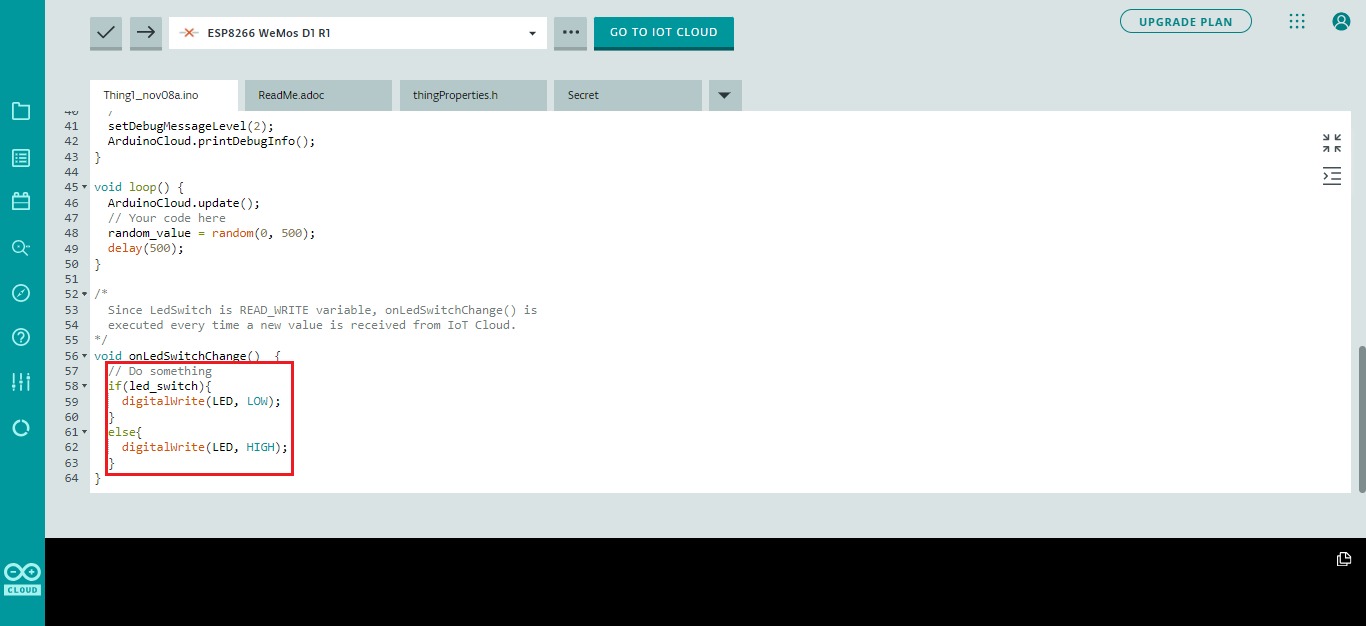 ESP8266 WeMos D1 R1
GO TO IOT CLOUD
UPGRADE PLAN
Thing1_nov08a.ino
ReadMe.adoc
thingProperties.h
Secret
41 setDebugMessageLevel(2);
42 ArduinoCloud.printDebugInfo();
43 }
44
45 void loop() {
46 ArduinoCloud.update();
47 // Your code here
48 random_value = random(0, 500);
49 delay(500);
50 }
51
52 /*
53 Since LedSwitch is READ_WRITE variable, onLedSwitchChange() is
54 executed every time a new value is received from IoT Cloud.
55 */
56 void onLedSwitchChange() {
57 // Do something
58 if(led_switch){
59 digitalWrite(LED, LOW);
60 }
61 else{
62 digitalWrite(LED, HIGH);
63 }
64 }
CLOUD